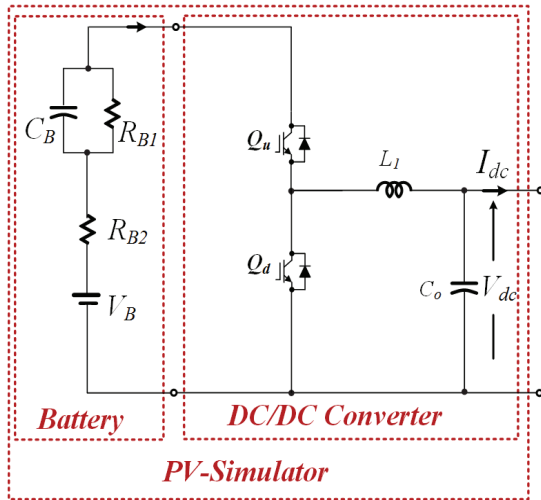 C_B
R_B1
R_B2
V_B
Q_u
Q_d
L_1
I_dc
C_o
V_dc
Battery
DC/DC Converter
PV-Simulator